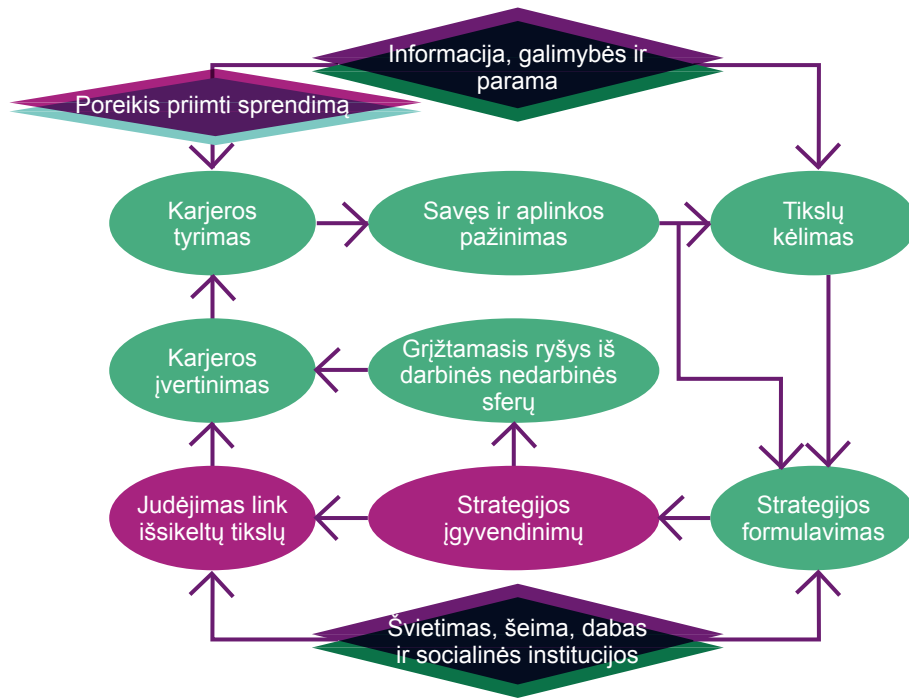 Informacija, galimybės ir
parama
Poreikis priimti sprendimą
Karjeros
tyrimas
Savęs ir aplinkos
pažinimas
Tikslų
kėlimas
Karjeros
įvertinimas
Grįžtamasis ryšys iš
darbinės nedarbinės
sferų
Judėjimas link
išsikeltų tikslų
Strategijos
įgyvendinimų
Strategijos
formulavimas
Švietimas, šeima, dabas
ir socialinės institucijos